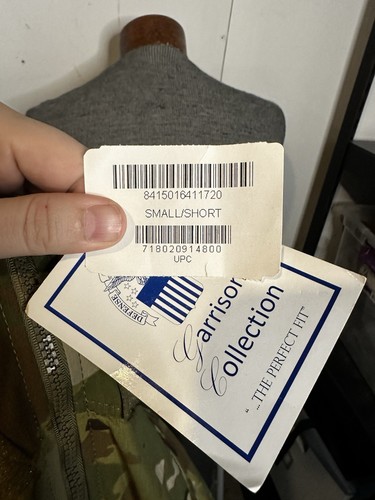 8415016411720
SMALL/SHORT
718020914800
UPC
DEFENSE
Garrison
Collection
"...THE PERFECT FIT"